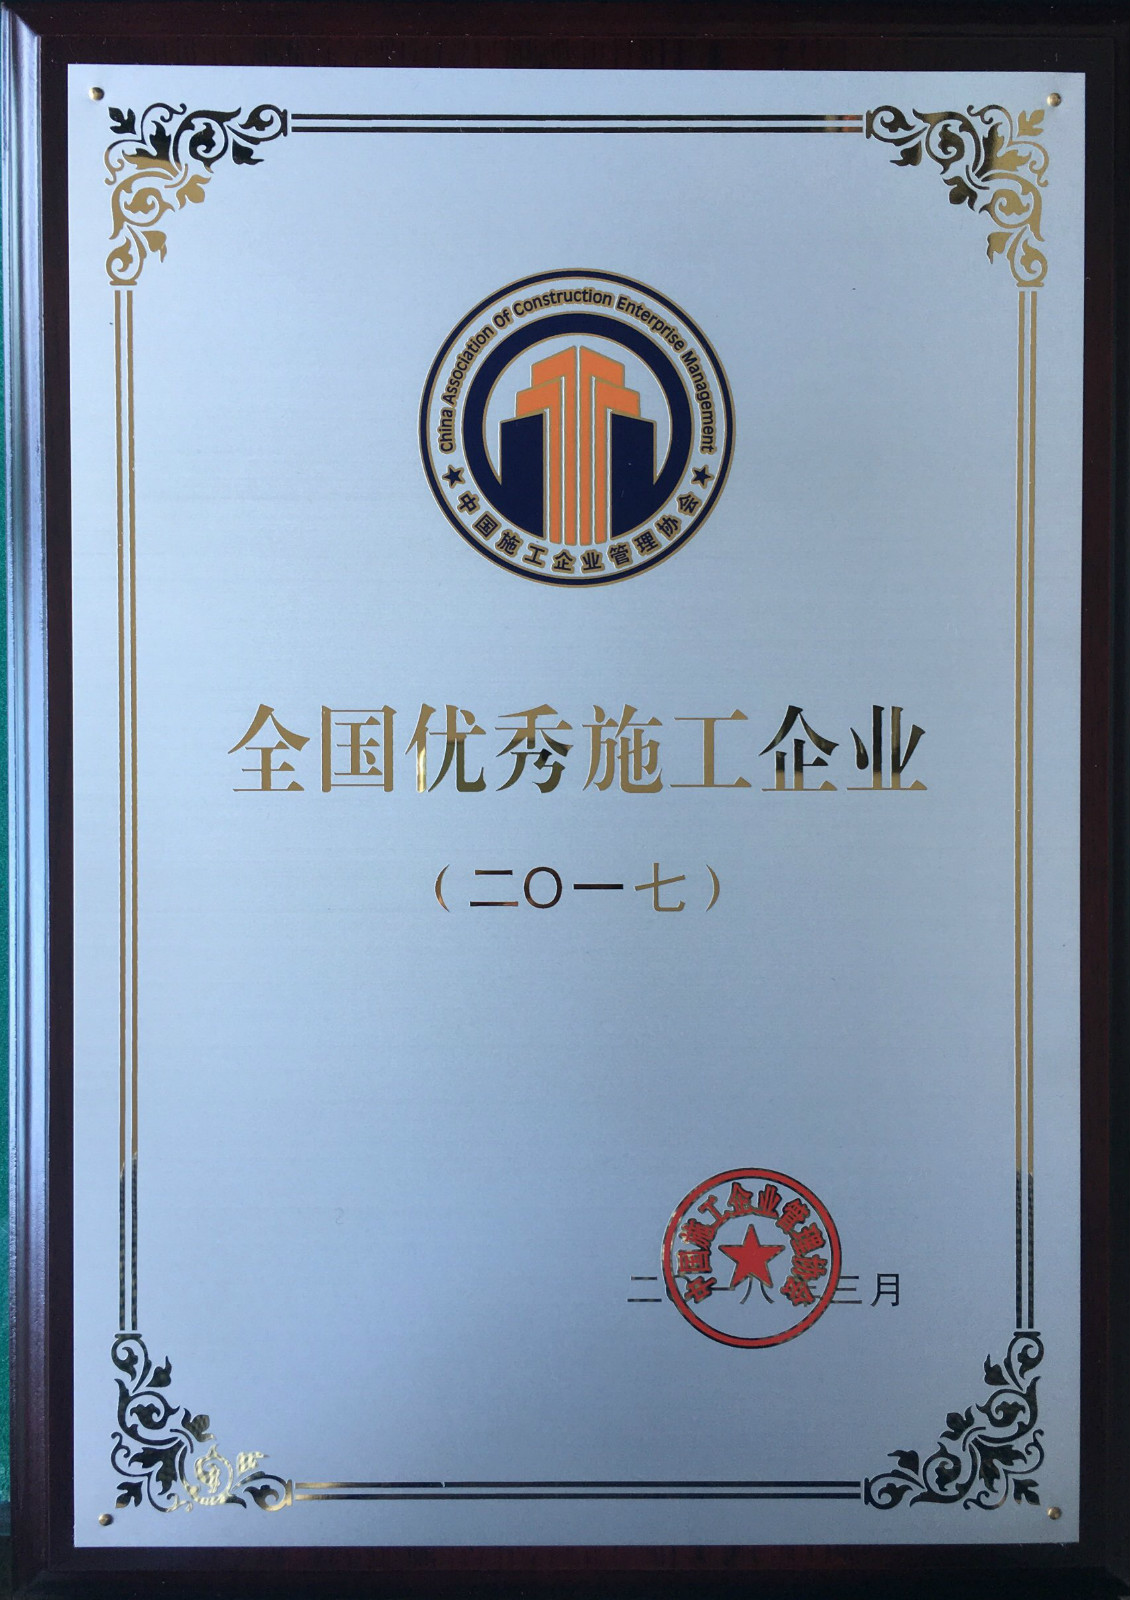 China Association Of Construction Enterprise Management
中国施工企业管理协会
全国优秀施工企业
（二〇一七）
中国施工企业管理协会
二〇一八年三月